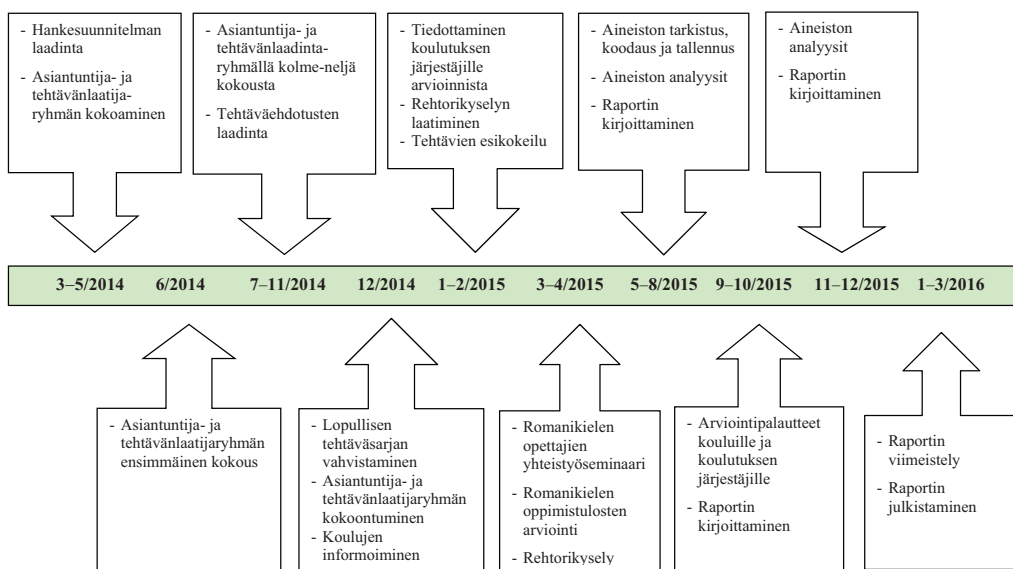 - Hankesuunnitelman
laadinta
- Asiantuntija- ja
tehtävänlaatija-
ryhmän kokoaminen
- Asiantuntija- ja
tehtävänlaadinta-
ryhmällä kolme-neljä
kokousta
- Tehtäväehdotusten
laadinta
- Tiedottaminen
koulutuksen
järjestäjille
arvioinnista
- Rehtorikyselyn
laatiminen
- Tehtävien esikokeilu
- Aineiston tarkistus,
koodaus ja tallennus
- Aineiston analyysit
- Raportin
kirjoittaminen
- Aineiston
analyysit
- Raportin
kirjoittaminen
3–5/2014 6/2014 7–11/2014 12/2014 1–2/2015 3–4/2015 5–8/2015 9–10/2015 11–12/2015 1–3/2016
- Asiantuntija- ja
tehtävänlaatijaryhmän
ensimmäinen kokous
- Lopullisen
tehtäväsarjan
vahvistaminen
- Asiantuntija- ja
tehtävänlaatijaryhmän
kokoontuminen
- Koulujen
informoiminen
- Romanikielen
opettajien
yhteistyöseminaari
- Romanikielen
oppimistulosten
arviointi
- Rehtorikysely
- Arviointipalautteet
kouluille ja
koulutuksen
järjestäjille
- Raportin
kirjoittaminen
- Raportin
viimeistely
- Raportin
julkistaminen